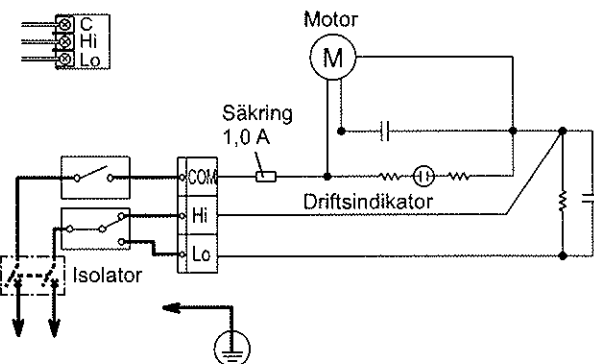 C
Hi
Lo
Motor
M
Säkring
1,0 A
COM
Driftsindikator
Hi
Lo
Isolator